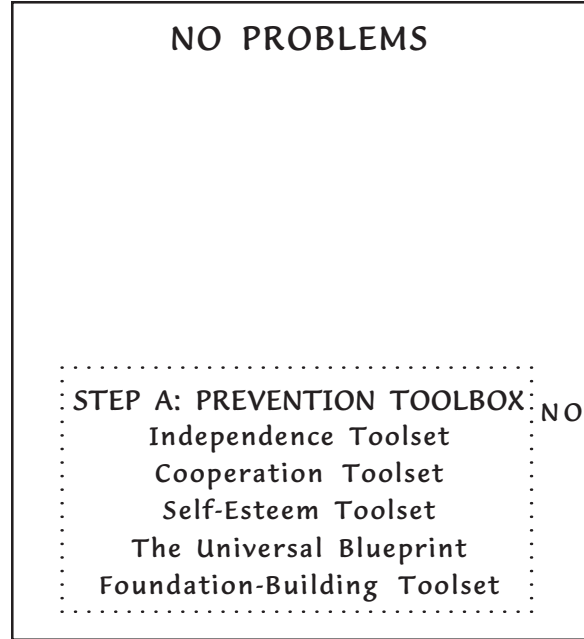 NO PROBLEMS
STEP A: PREVENTION TOOLBOX
NO
Independence Toolset
Cooperation Toolset
Self-Esteem Toolset
The Universal Blueprint
Foundation-Building Toolset